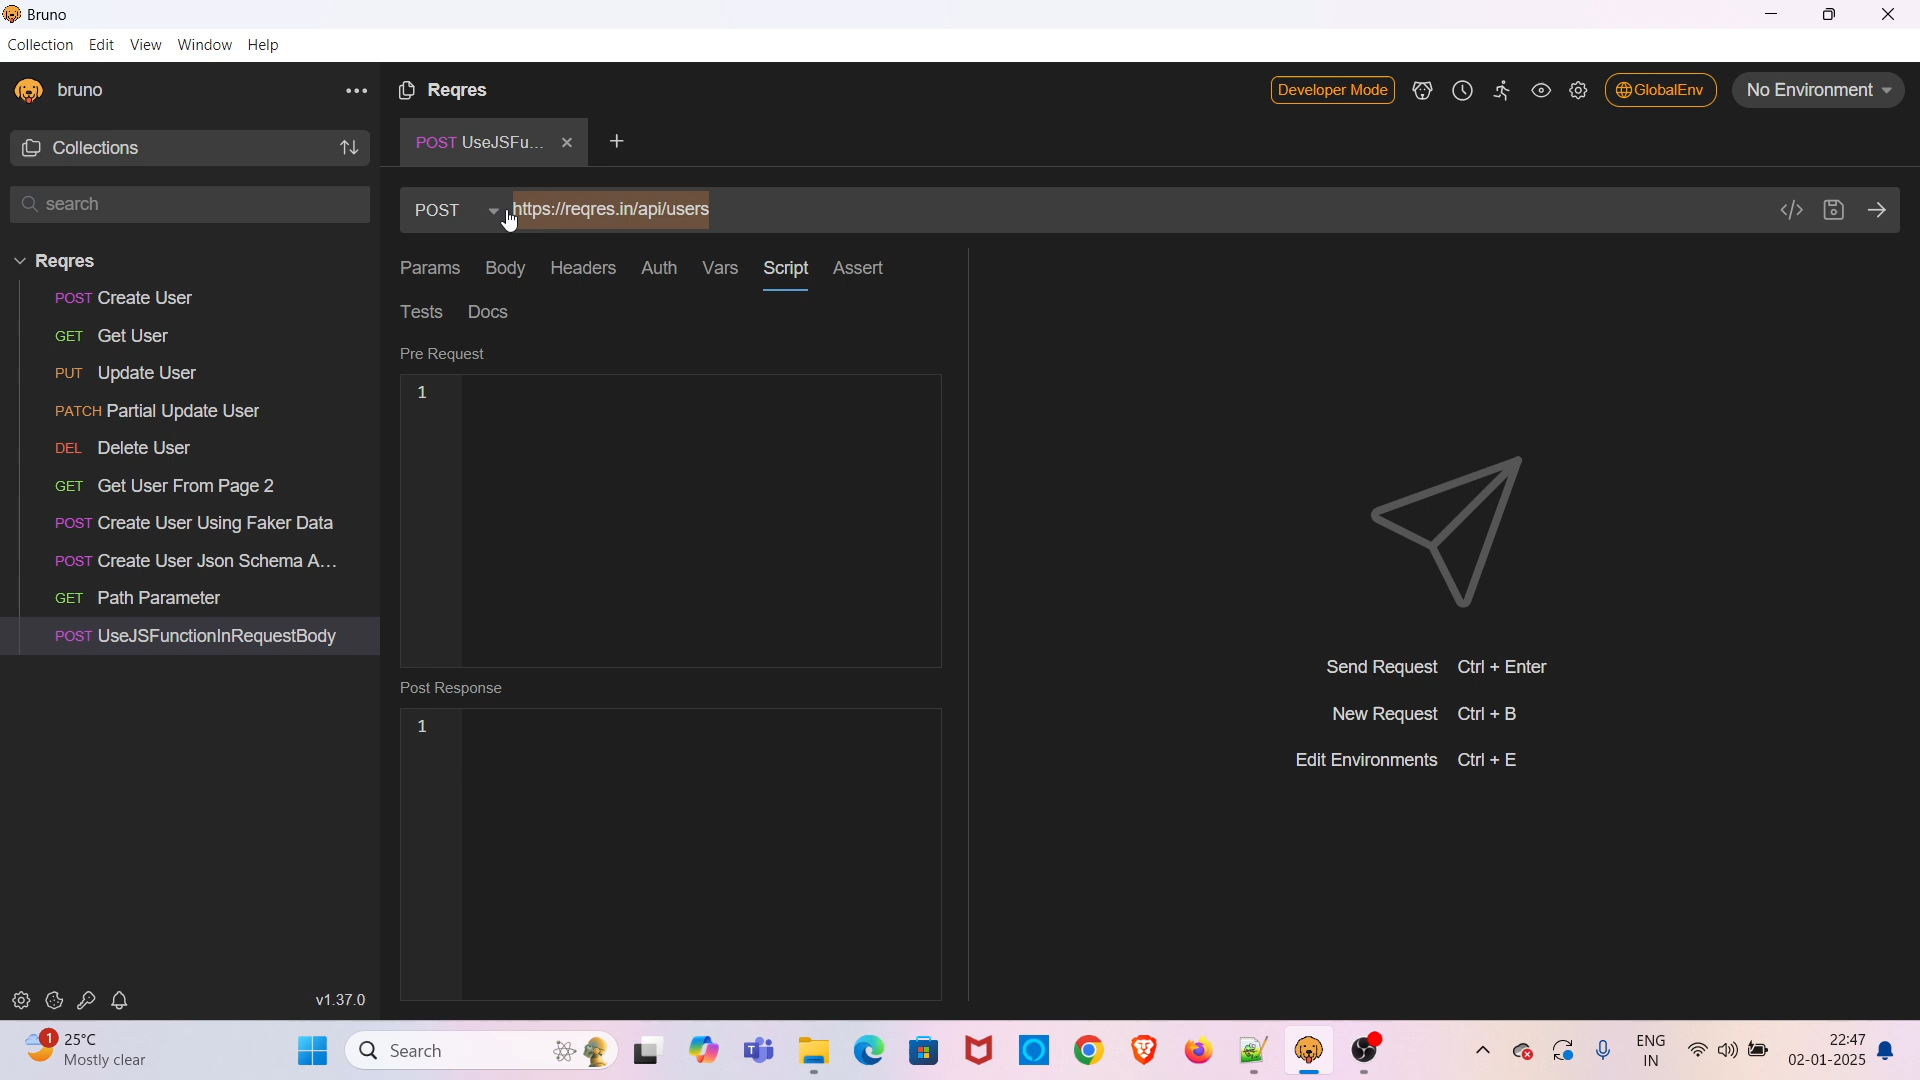 Bruno
Collection Edit View Window Help
bruno
Reqres
Developer Mode
GlobalEnv
No Environment
Collections
POST UseJSFu...
search
POST https://reqres.in/api/users
Reqres
POST Create User
GET Get User
PUT Update User
PATCH Partial Update User
DEL Delete User
GET Get User From Page 2
POST Create User Using Faker Data
POST Create User Json Schema A...
GET Path Parameter
POST UseJSFunctionInRequestBody
Params Body Headers Auth Vars Script Assert
Tests Docs
Pre Request
1
Post Response
1
Send Request Ctrl + Enter
New Request Ctrl + B
Edit Environments Ctrl + E
v1.37.0
1
25°C
Mostly clear
Search
ENG
IN
22:47
02-01-2025